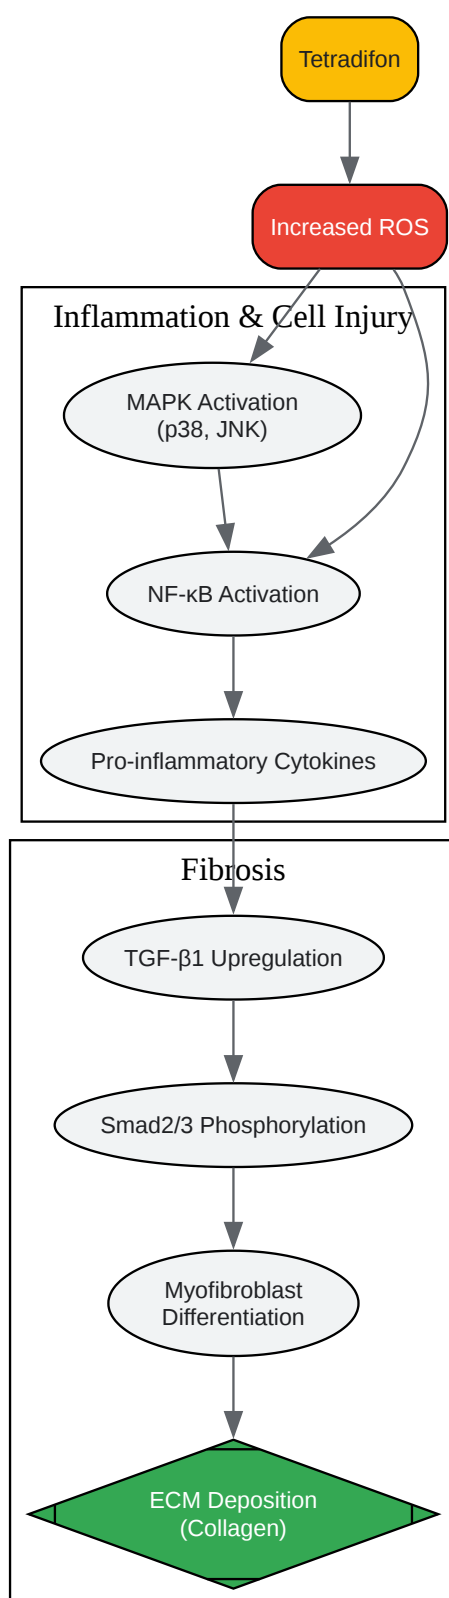 Tetradifon
Increased ROS
Inflammation & Cell Injury
MAPK Activation
(p38, JNK)
NF-κB Activation
Pro-inflammatory Cytokines
Fibrosis
TGF-β1 Upregulation
Smad2/3 Phosphorylation
Myofibroblast
Differentiation
ECM Deposition
(Collagen)